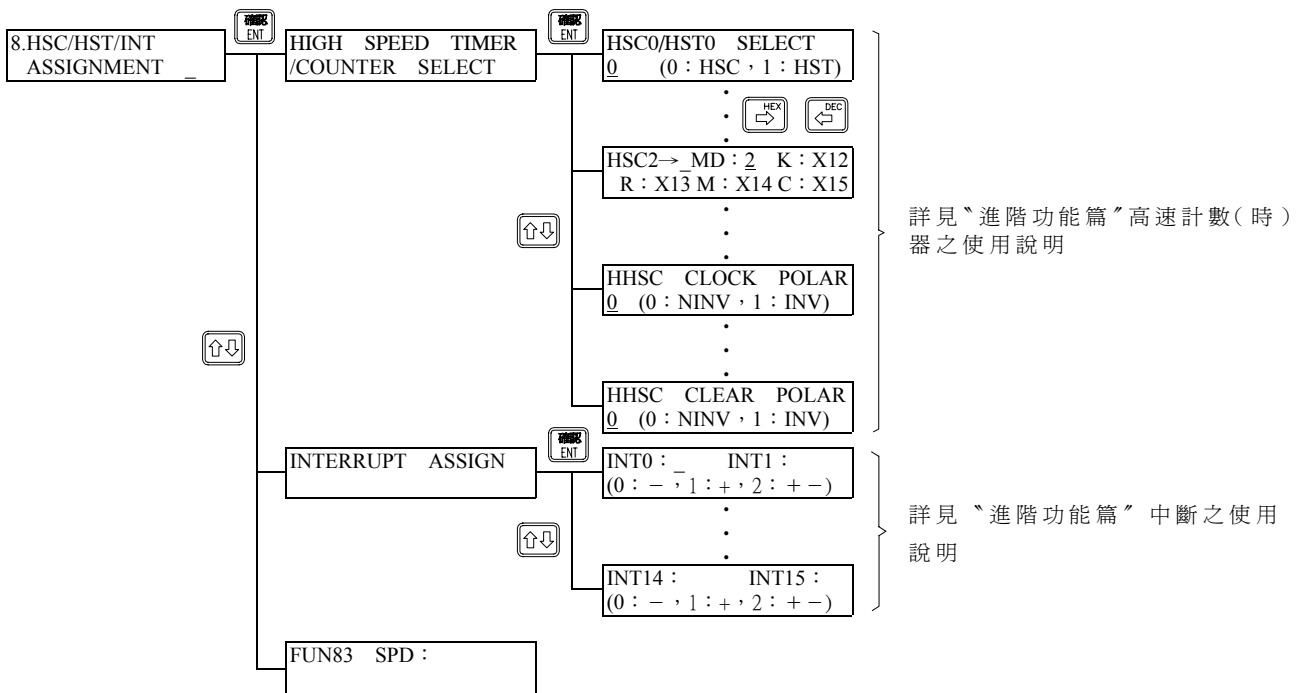 8.HSC/HST/INT
ASSIGNMENT _
確認
ENT
HIGH SPEED TIMER
/COUNTER SELECT
確認
ENT
HSC0/HST0 SELECT
0 (0：HSC，1：HST)
HEX
DEC
HSC2→_MD：2 K：X12
R：X13 M：X14 C：X15
HHSC CLOCK POLAR
0 (0：NINV，1：INV)
HHSC CLEAR POLAR
0 (0：NINV，1：INV)
詳見〝進階功能篇〞高速計數(時)
器之使用說明
INTERRUPT ASSIGN
確認
ENT
INT0：_ INT1：
(0：－，1：+，2：+－)
INT14： INT15：
(0：－，1：+，2：+－)
詳見〝進階功能篇〞中斷之使用
說明
FUN83 SPD：